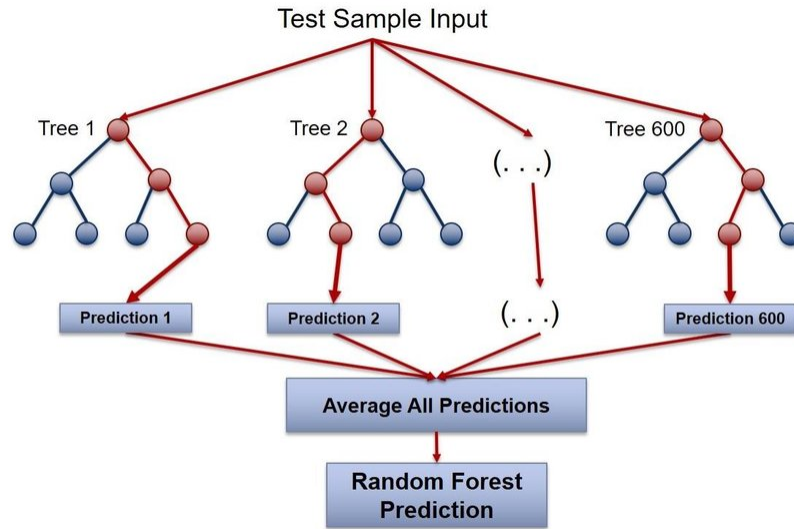 Test Sample Input
Tree 1
Tree 2
Tree 600
(. . .)
Prediction 1
Prediction 2
(. . .)
Prediction 600
Average All Predictions
Random Forest
Prediction